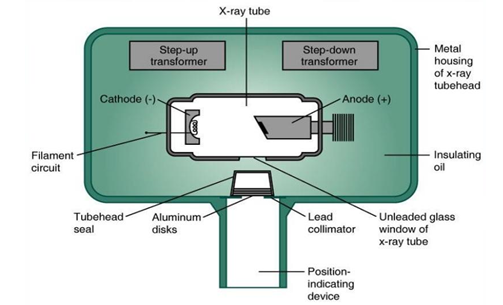 X-ray tube
Step-up
transformer
Step-down
transformer
Metal
housing
of x-ray
tubehead
Cathode (-)
Anode (+)
Filament
circuit
Insulating
oil
Tubehead
seal
Aluminum
disks
Lead
collimator
Unleaded glass
window of
x-ray tube
Position-
indicating
device